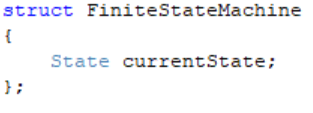 struct FiniteStateMachine
{
    State currentState;
};